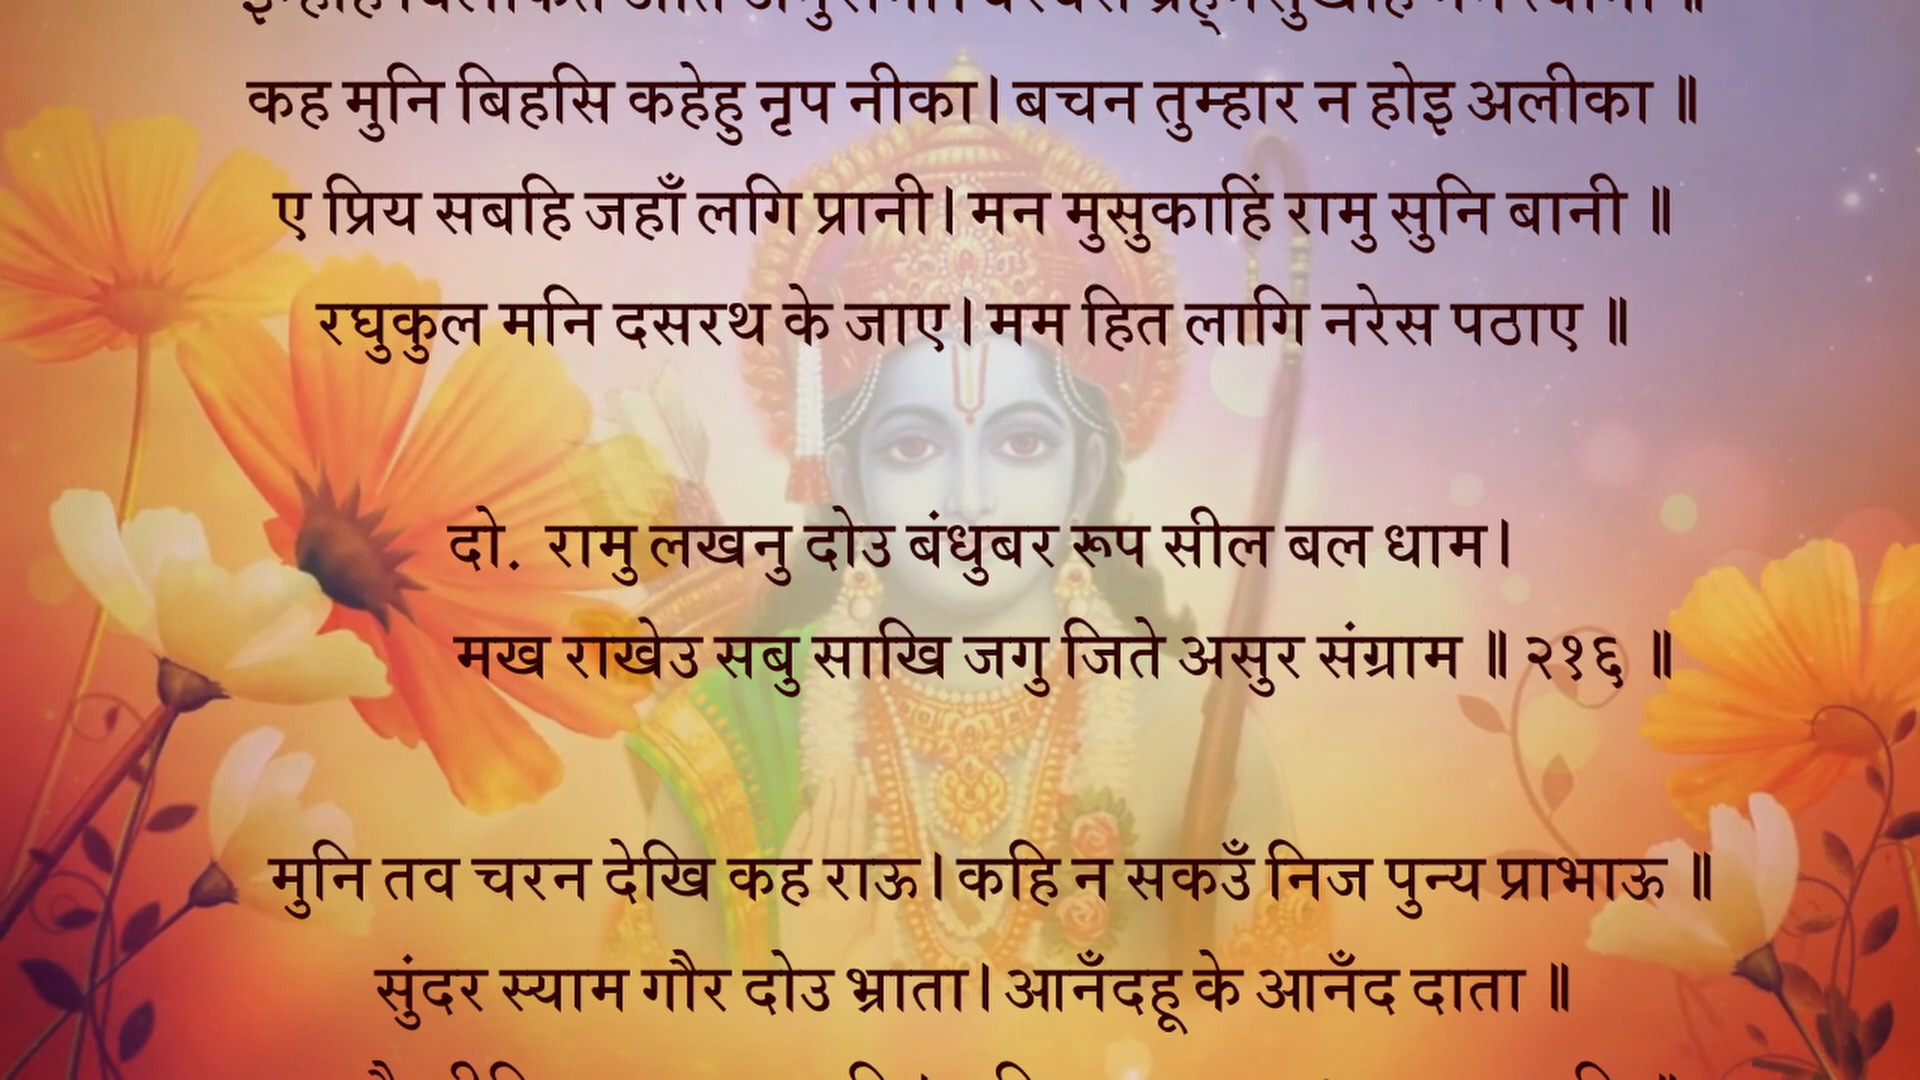 कह मुनि बिहसि कहेहु नृप नीका। बचन तुम्हार न होइ अलीका ॥
ए प्रिय सबहि जहाँ लगि प्रानी। मन मुसुकाहिं रामु सुनि बानी ॥
रघुकुल मनि दसरथ के जाए। मम हित लागि नरेस पठाए ॥
दो. रामु लखनु दोउ बंधुबर रूप सील बल धाम।
मख राखेउ सबु साखि जगु जिते असुर संग्राम ॥ २१६ ॥
मुनि तव चरन देखि कह राऊ। कहि न सकउँ निज पुन्य प्राभाऊ ॥
सुंदर स्याम गौर दोउ भ्राता। आनँदहू के आनँद दाता ॥